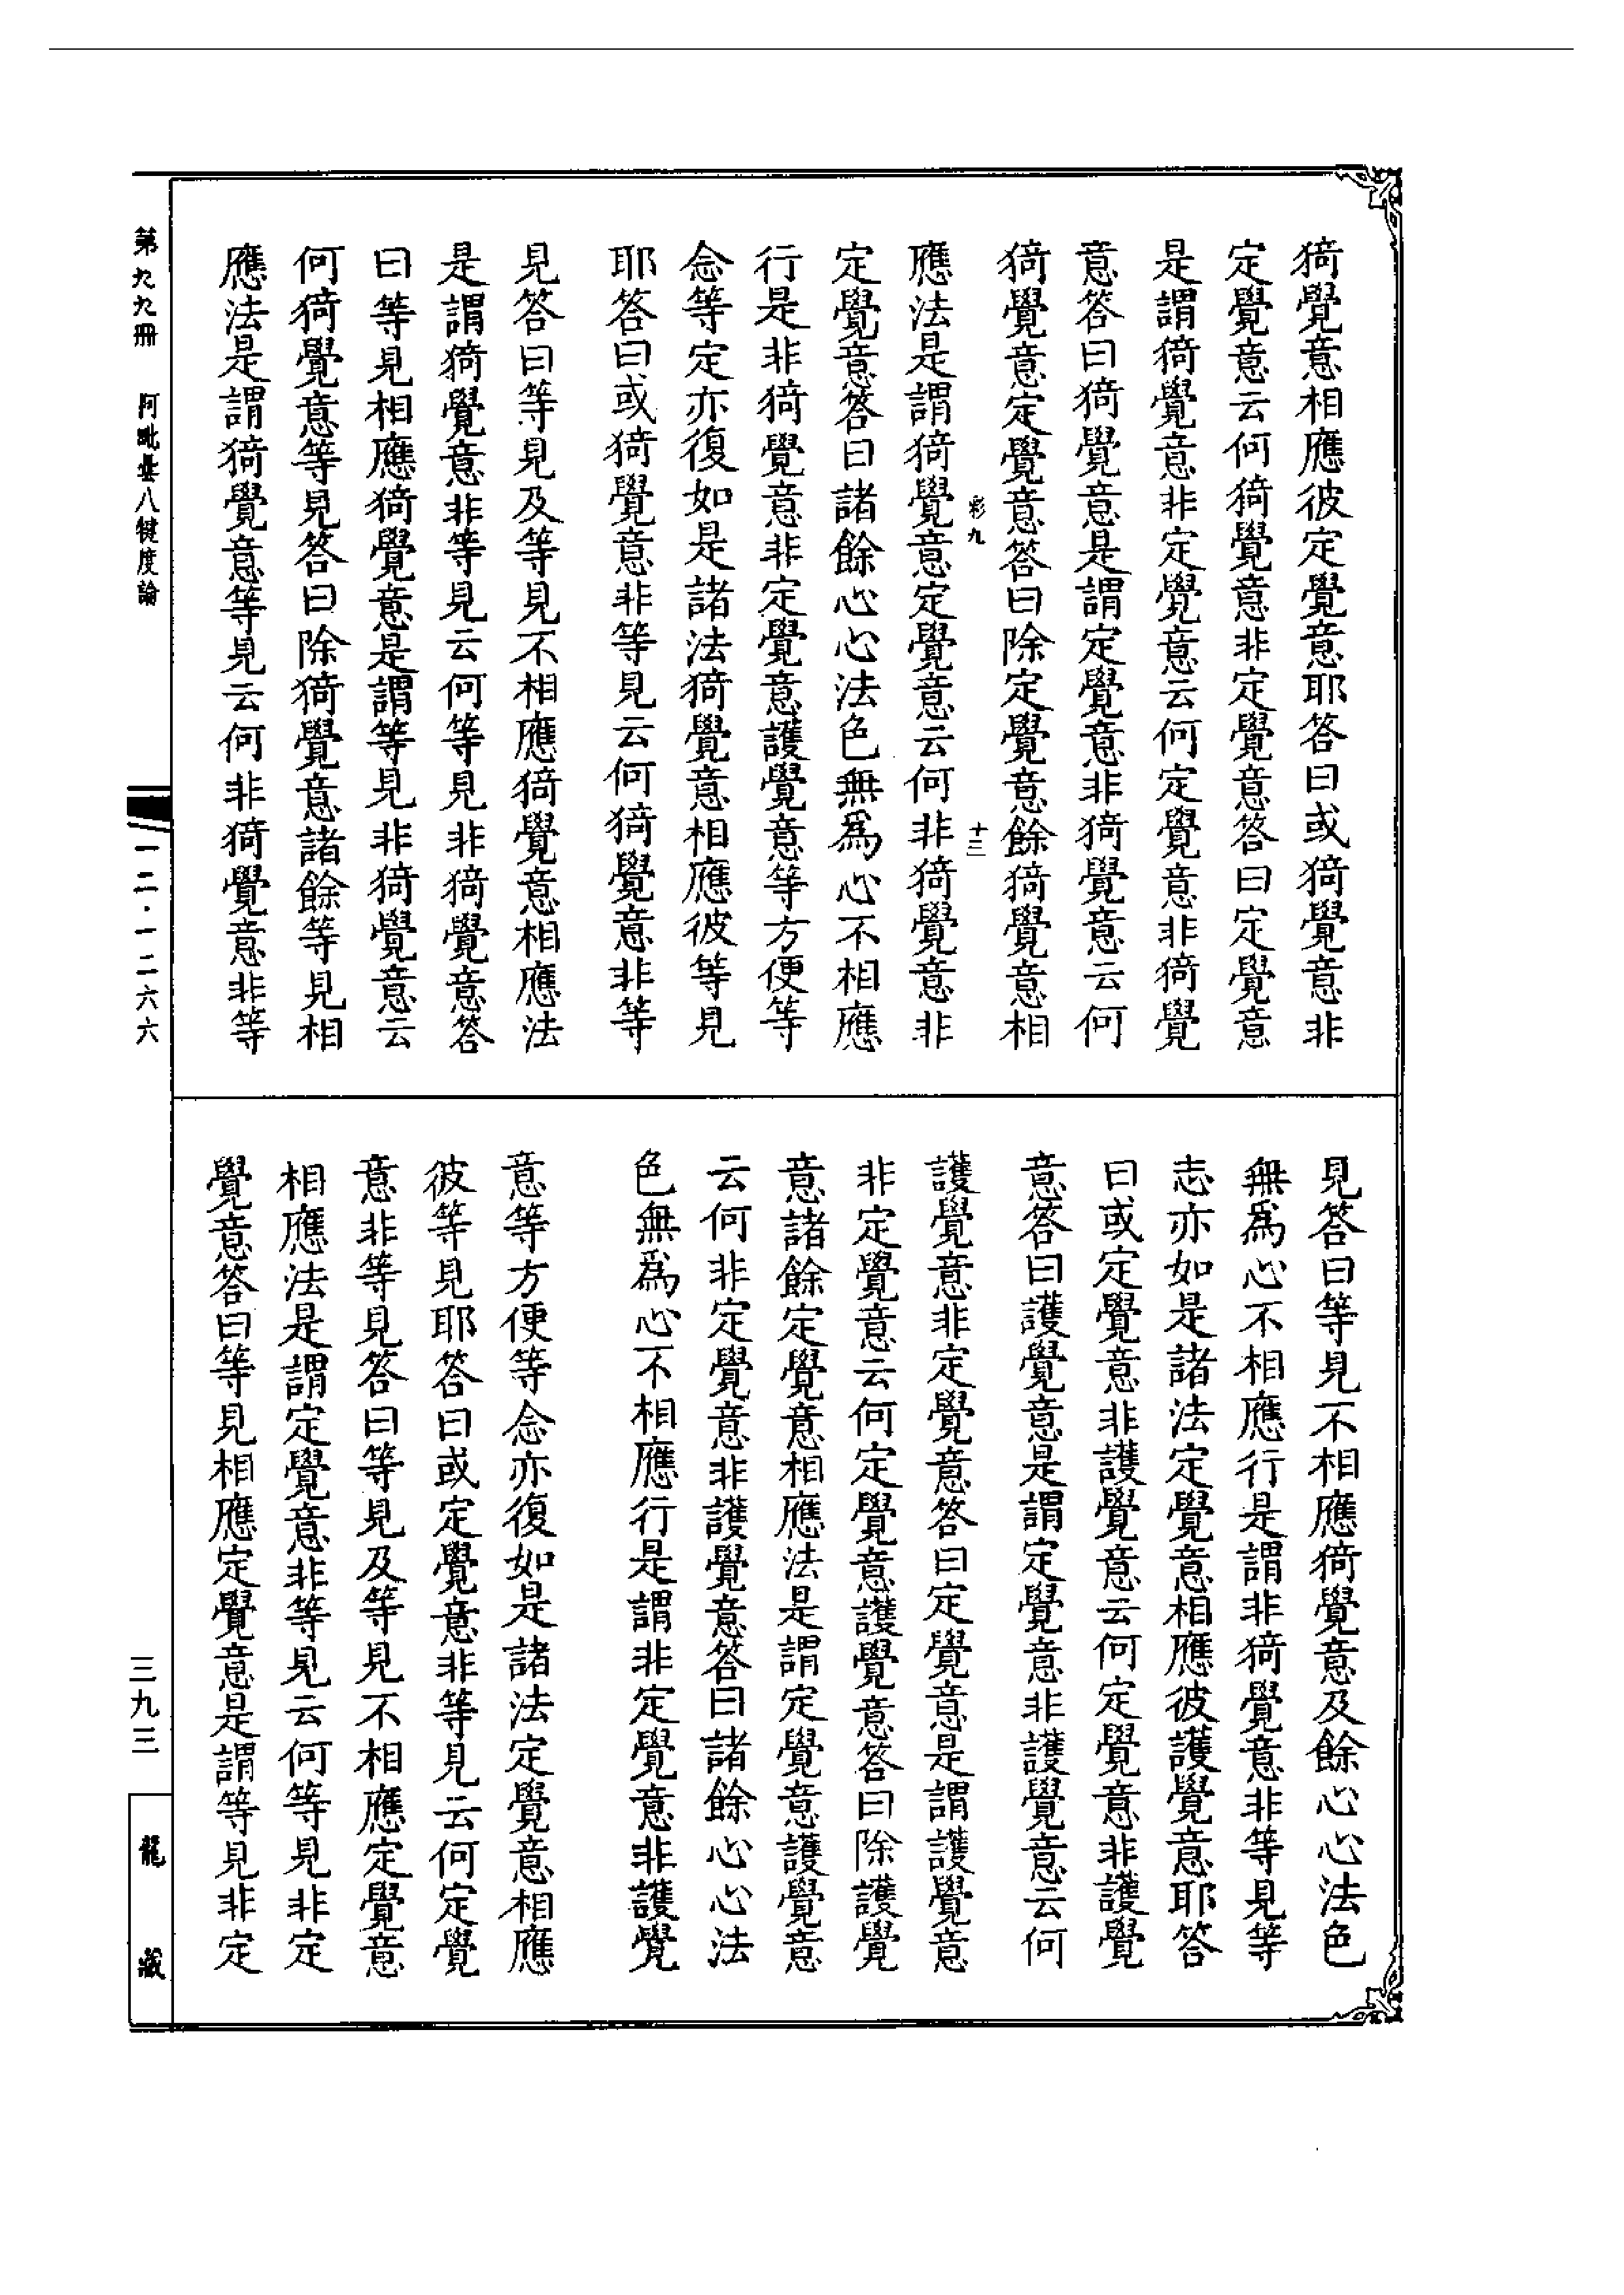 猗覺意相應彼定覺意耶答曰或猗覺意非
定覺意云何猗覺意非定覺意答曰定覺意
是謂猗覺意非定覺意云何定覺意非猗覺
意答曰猗覺意是謂定覺意非猗覺意云何
猗覺意定覺意答曰除定覺意餘猗覺意相
彩九
十三
應法是謂猗覺意定覺意云何非猗覺意非
定覺意答曰諸餘心心法色無為心不相應
行是非猗覺意非定覺意護覺意等方便等
念等定亦復如是諸法猗覺意相應彼等見
耶答曰或猗覺意非等見云何猗覺意非等
見答曰等見及等見不相應猗覺意相應法
是謂猗覺意非等見云何等見非猗覺意答
曰等見相應猗覺意是謂等見非猗覺意云
何猗覺意等見答曰除猗覺意諸餘等見相
應法是謂猗覺意等見云何非猗覺意非等
見答曰等見不相應猗覺意及餘心心法色
無為心不相應行是謂非猗覺意非等見等
志亦如是諸法定覺意相應彼護覺意耶答
曰或定覺意非護覺意云何定覺意非護覺
意答曰護覺意是謂定覺意非護覺意云何
護覺意非定覺意答曰定覺意是謂護覺意
非定覺意云何定覺意護覺意答曰除護覺
意諸餘定覺意相應法是謂定覺意護覺意
云何非定覺意非護覺意答曰諸餘心心法
色無為心不相應行是謂非定覺意非護覺
意等方便等念亦復如是諸法定覺意相應
彼等見耶答曰或定覺意非等見云何定覺
意非等見答曰等見及等見不相應定覺意
相應法是謂定覺意非等見云何等見非定
覺意答曰等見相應定覺意是謂等見非定
第九九冊 阿毗曇八犍度論
一二·一二六六
三九三
龍藏